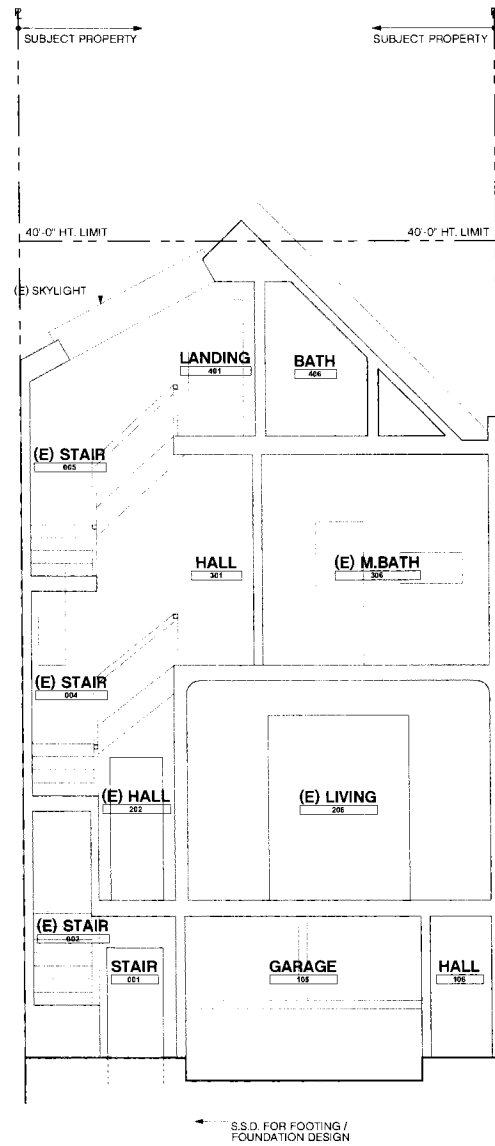 SUBJECT PROPERTY
SUBJECT PROPERTY
40'-0" HT. LIMIT
40'-0" HT. LIMIT
(E) SKYLIGHT
LANDING
401
BATH
406
(E) STAIR
005
HALL
301
(E) M.BATH
306
(E) STAIR
004
(E) HALL
202
(E) LIVING
206
(E) STAIR
002
STAIR
001
GARAGE
105
HALL
106
S.S.D. FOR FOOTING /
FOUNDATION DESIGN